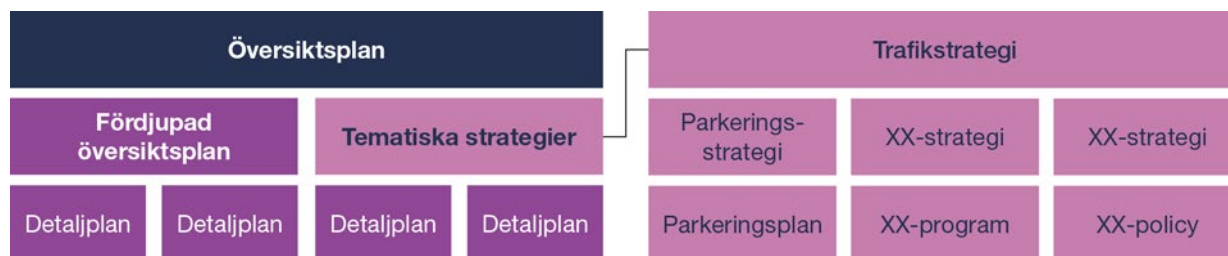 Översiktsplan
Trafikstrategi
Fördjupad
översiktsplan
Tematiska strategier
Parkerings-
strategi
XX-strategi
XX-strategi
Detaljplan
Detaljplan
Detaljplan
Detaljplan
Parkeringsplan
XX-program
XX-policy